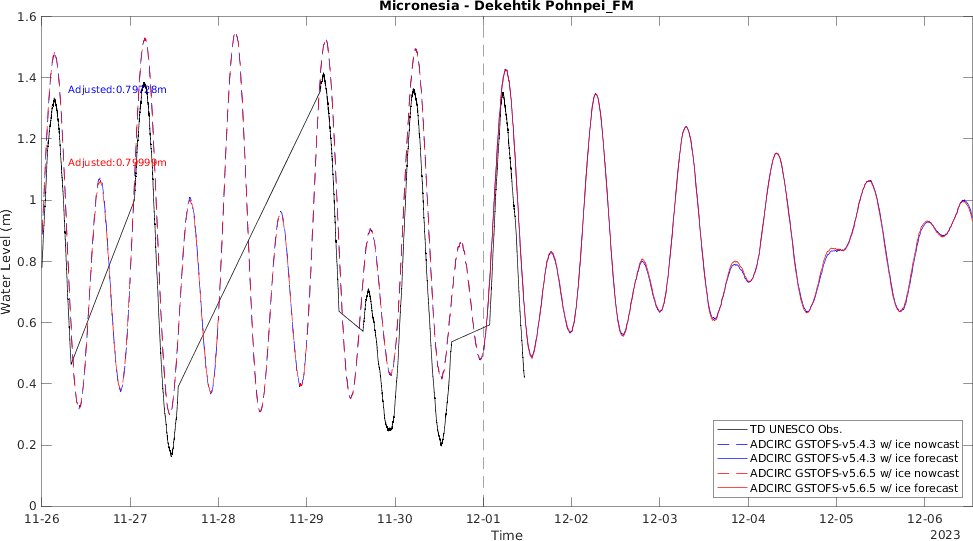 Micronesia - Dekehtik Pohnpei_FM
Water Level (m)
1.6
1.4
1.2
1
0.8
0.6
0.4
0.2
0
Adjusted:0.79999m
11-26
11-27
11-28
11-29
11-30
12-01
12-02
12-03
12-04
12-05
12-06
2023
Time
TD UNESCO Obs.
ADCIRC GSTOFS-v5.4.3 w/ ice nowcast
ADCIRC GSTOFS-v5.4.3 w/ ice forecast
ADCIRC GSTOFS-v5.6.5 w/ ice nowcast
ADCIRC GSTOFS-v5.6.5 w/ ice forecast